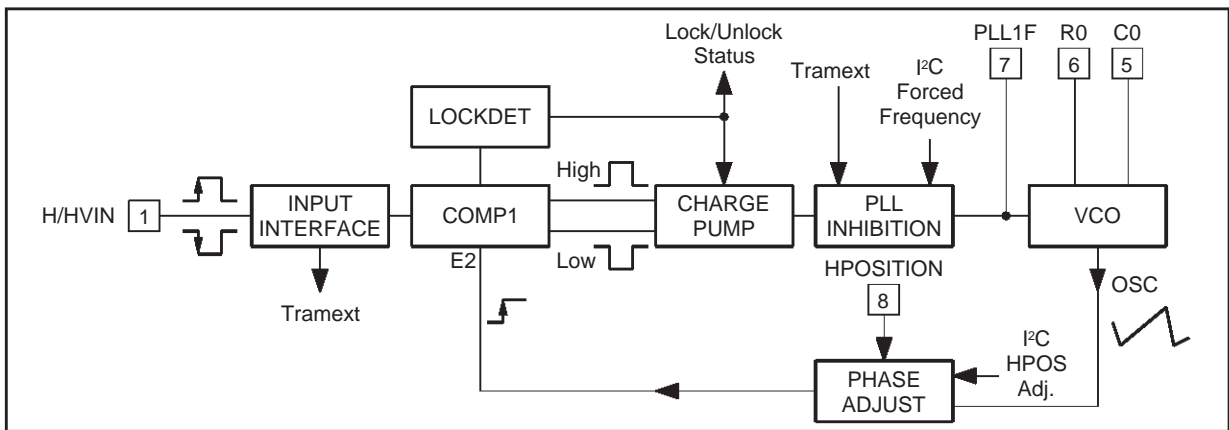 Lock/Unlock
Status
PLL1F
R0
C0
7
6
5
Tramext
I²C
Forced
Frequency
LOCKDET
High
H/HVIN
1
INPUT
INTERFACE
COMP1
CHARGE
PUMP
PLL
INHIBITION
VCO
E2
Low
HPOSITION
8
OSC
Tramext
I²C
HPOS
Adj.
PHASE
ADJUST